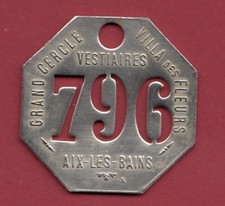 GRAND CERCLE
VILLA DES FLEURS
VESTIAIRES
796
AIX-LES-BAINS